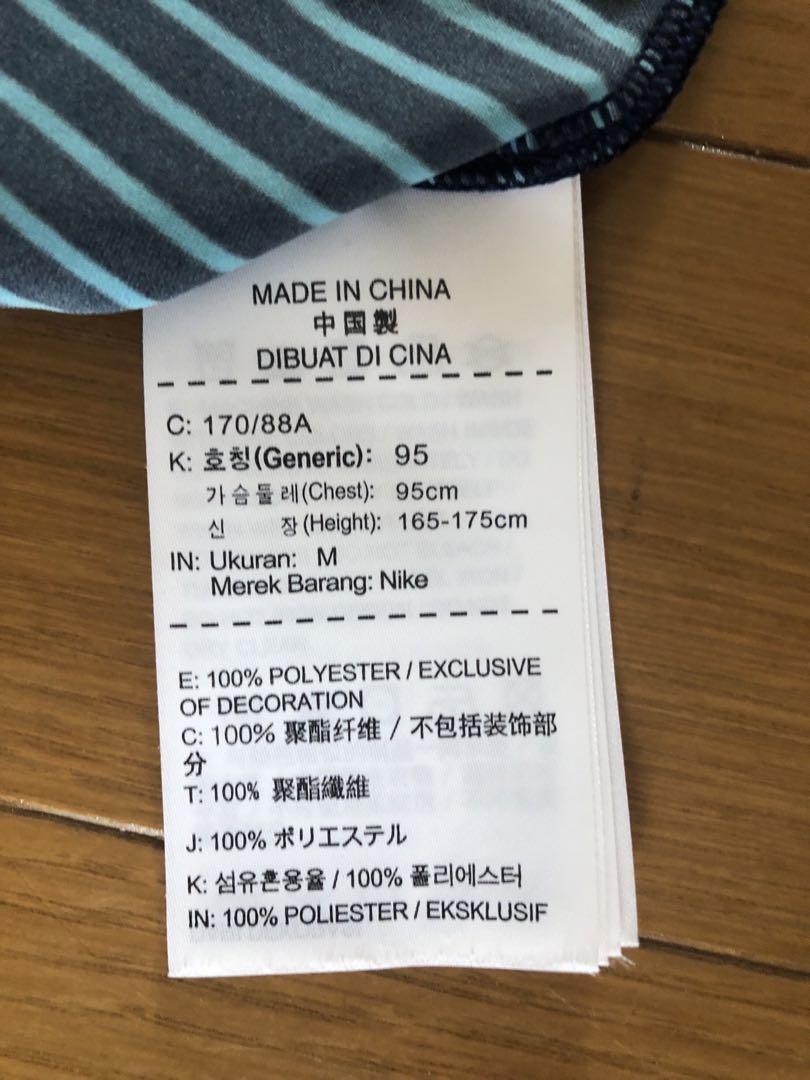 MADE IN CHINA
中国製
DIBUAT DI CINA
C: 170/88A
K: 호칭(Generic): 95
가슴둘레(Chest): 95cm
신 장(Height): 165-175cm
IN: Ukuran: M
Merek Barang: Nike
E: 100% POLYESTER / EXCLUSIVE
OF DECORATION
C: 100% 聚酯纤维 / 不包括装饰部
分
T: 100% 聚酯纖維
J: 100% ポリエステル
K: 섬유혼용율 / 100% 폴리에스터
IN: 100% POLIESTER / EKSKLUSIF